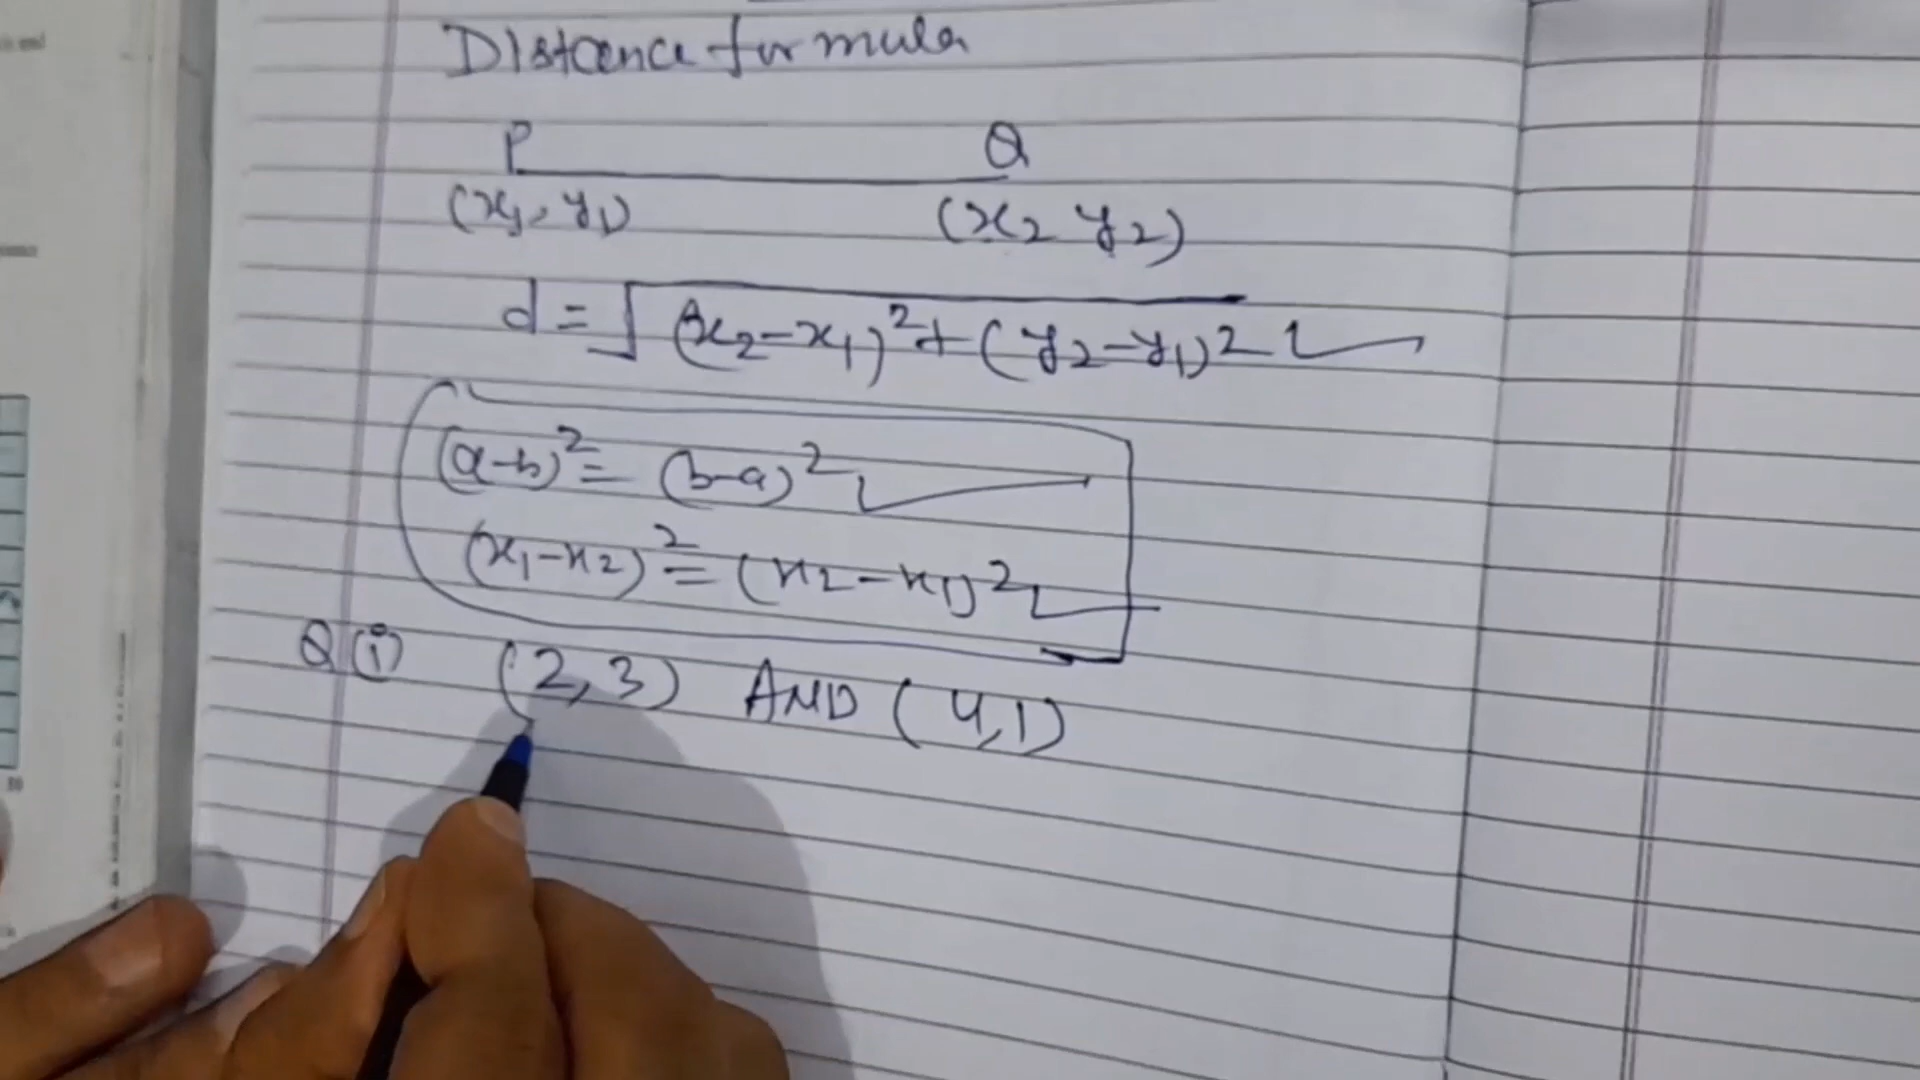 Distance formula
P Q
(x1, y1) (x2 y2)
d = √(x2-x1)²+(y2-y1)²
(a-b)² = (b-a)²
(x1-x2)² = (x2-x1)²
Q (i) (2,3) AND (4,1)